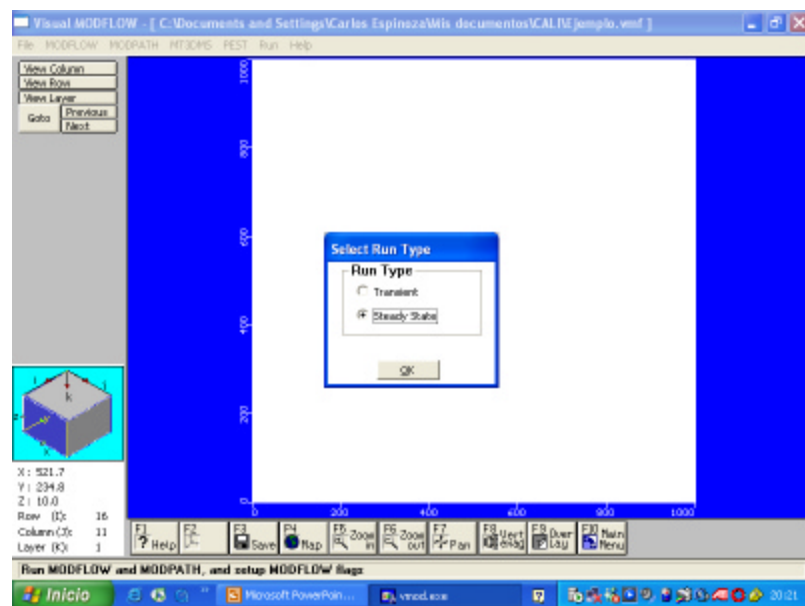 Visual MODFLOW - [ C:\Documents and Settings\Carlos Espinoza\Mis documentos\CALI\Ejemplo.vmf ]
File MODFLOW MODPATH MT3DMS PEST Run Help
View Column
View Row
View Layer
Goto Previous
Next
1000
800
600
400
200
0
Select Run Type
Run Type
Transient
Steady State
OK
0 200 400 600 800 1000
X: 521.7
Y: 234.8
Z: 10.0
Row (I): 16
Column (J): 11
Layer (K): 1
F1 Help
F2
F3 Save
F4 Map
F5 Zoom in
F6 Zoom out
F7 Pan
F8 Vert exag
F9 Over Lay
F10 Main Menu
Run MODFLOW and MODPATH, and setup MODFLOW flags
Inicio
Microsoft PowerPoin...
vmod.exe
20:21